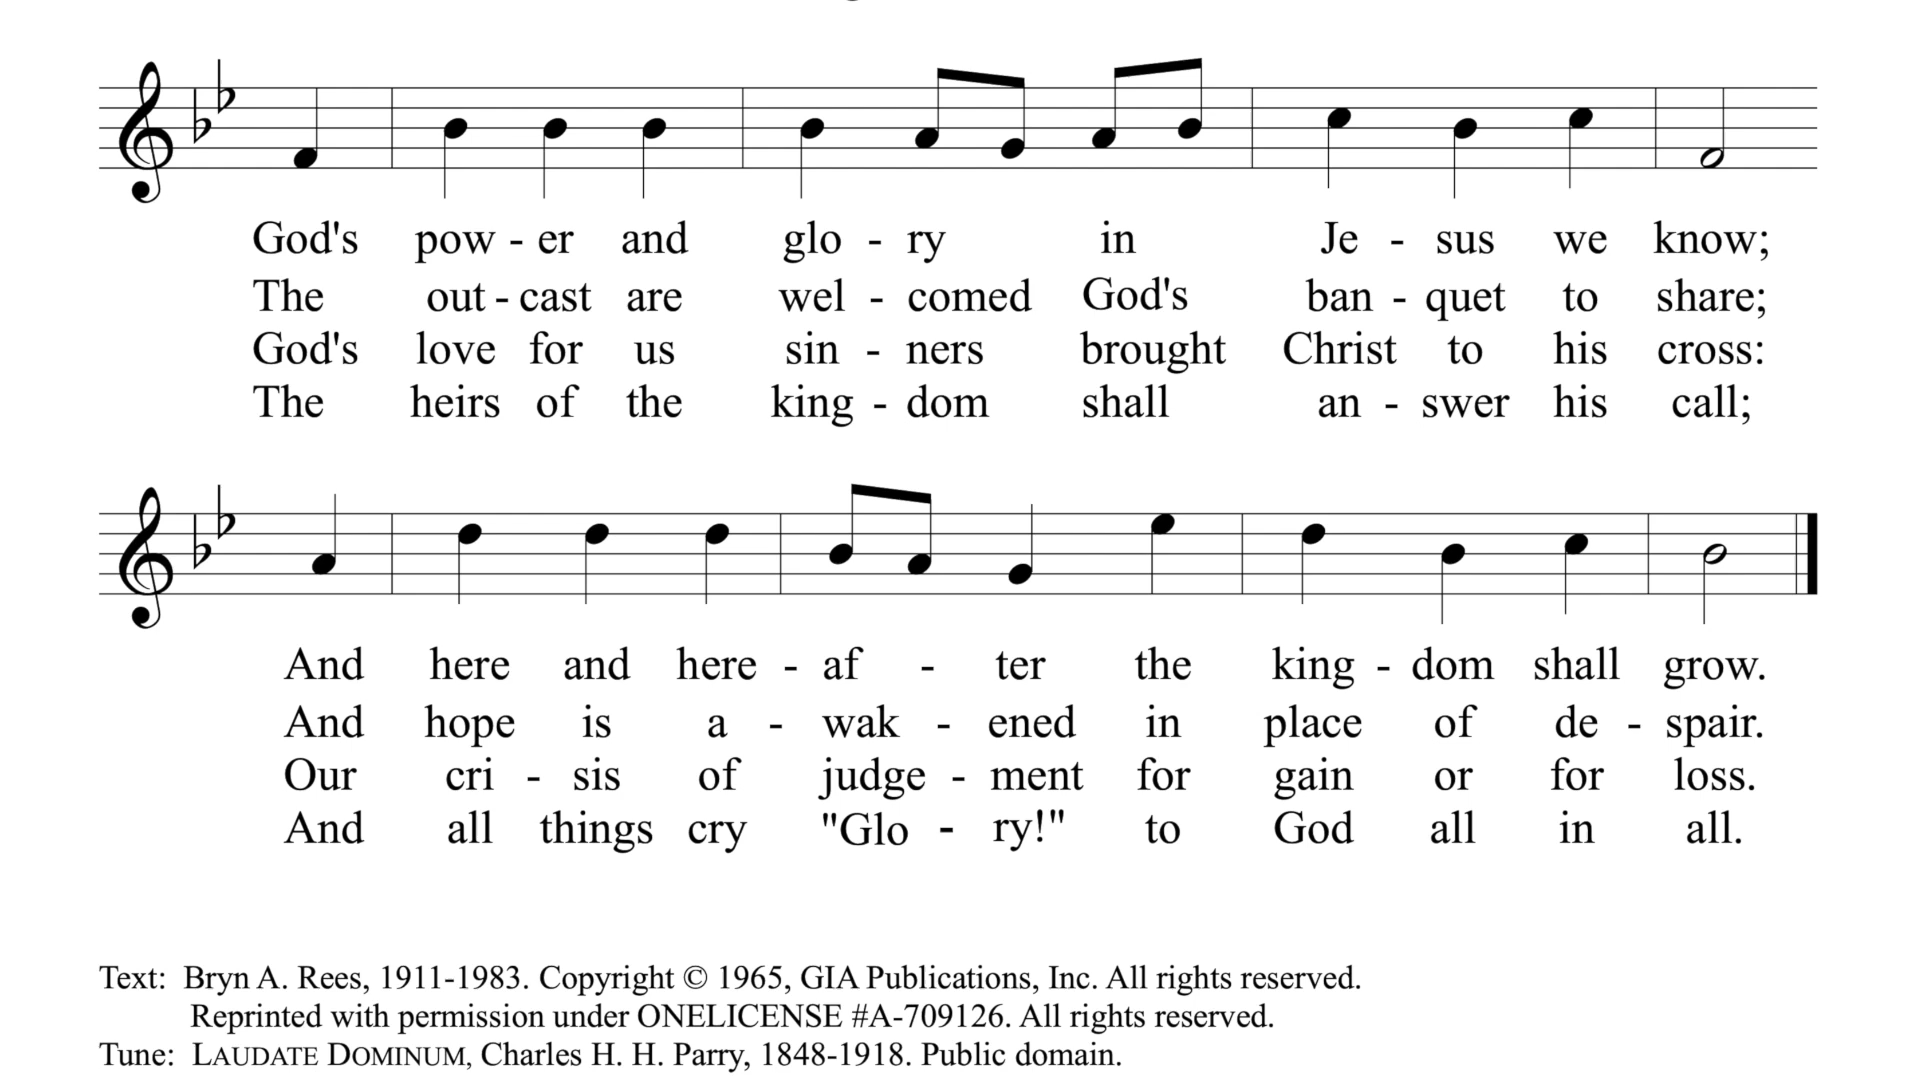 God's pow - er and glo - ry in Je - sus we know;
The out - cast are wel - comed God's ban - quet to share;
God's love for us sin - ners brought Christ to his cross:
The heirs of the king - dom shall an - swer his call;
And here and here - af - ter the king - dom shall grow.
And hope is a - wak - ened in place of de - spair.
Our cri - sis of judge - ment for gain or for loss.
And all things cry "Glo - ry!" to God all in all.
Text: Bryn A. Rees, 1911-1983. Copyright © 1965, GIA Publications, Inc. All rights reserved.
Reprinted with permission under ONELICENSE #A-709126. All rights reserved.
Tune: LAUDATE DOMINUM, Charles H. H. Parry, 1848-1918. Public domain.